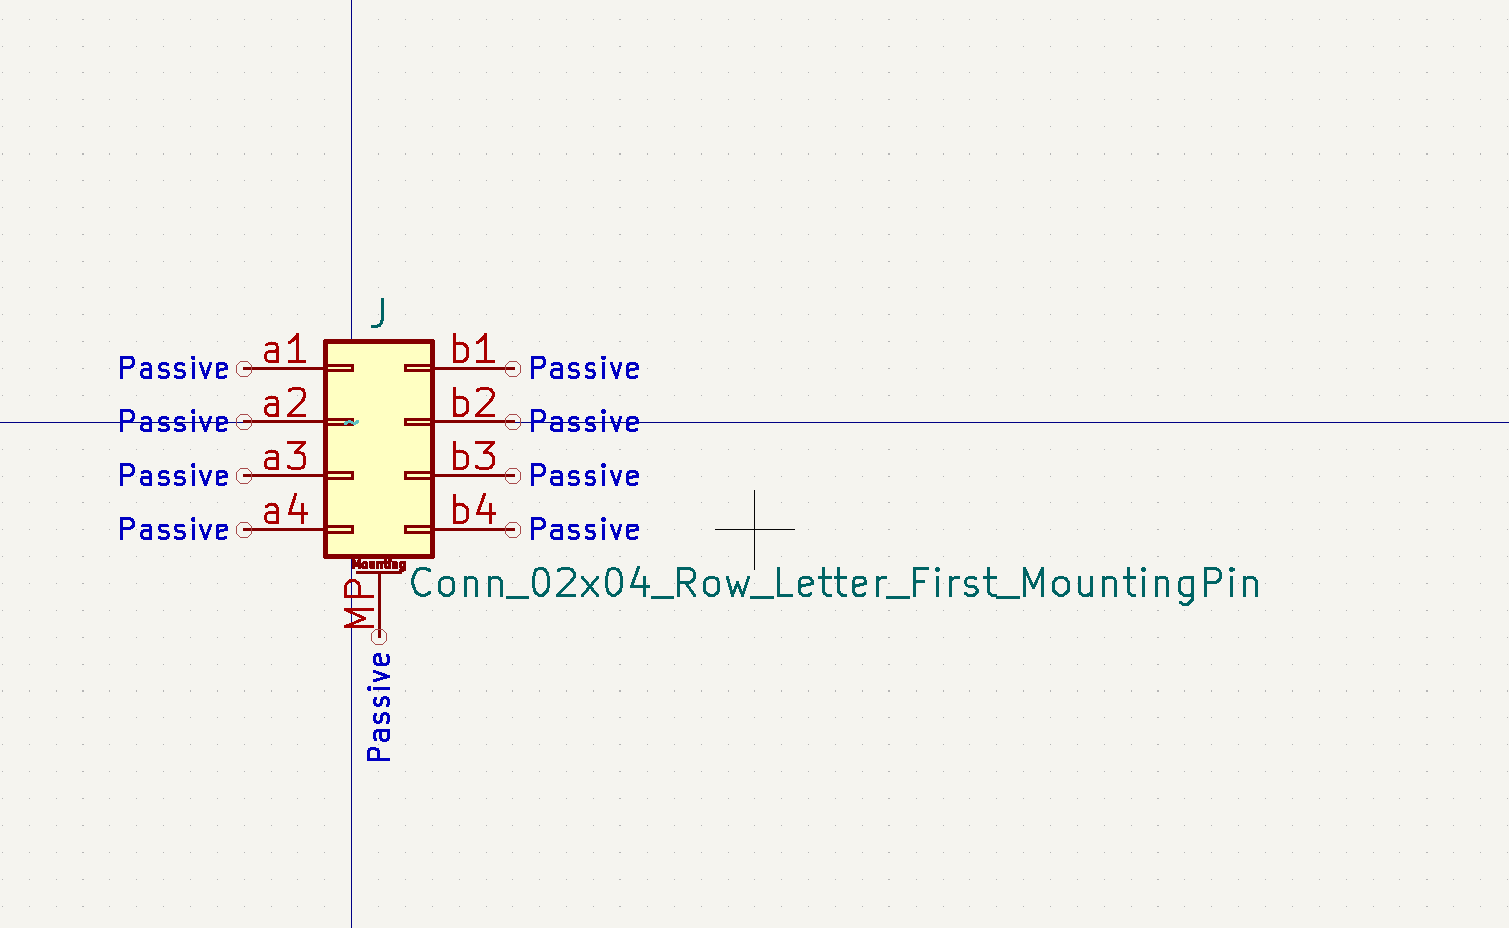 J
Passive a1 b1 Passive
Passive a2 b2 Passive
~
Passive a3 b3 Passive
Passive a4 b4 Passive
Mounting
MP Conn_02x04_Row_Letter_First_MountingPin
Passive